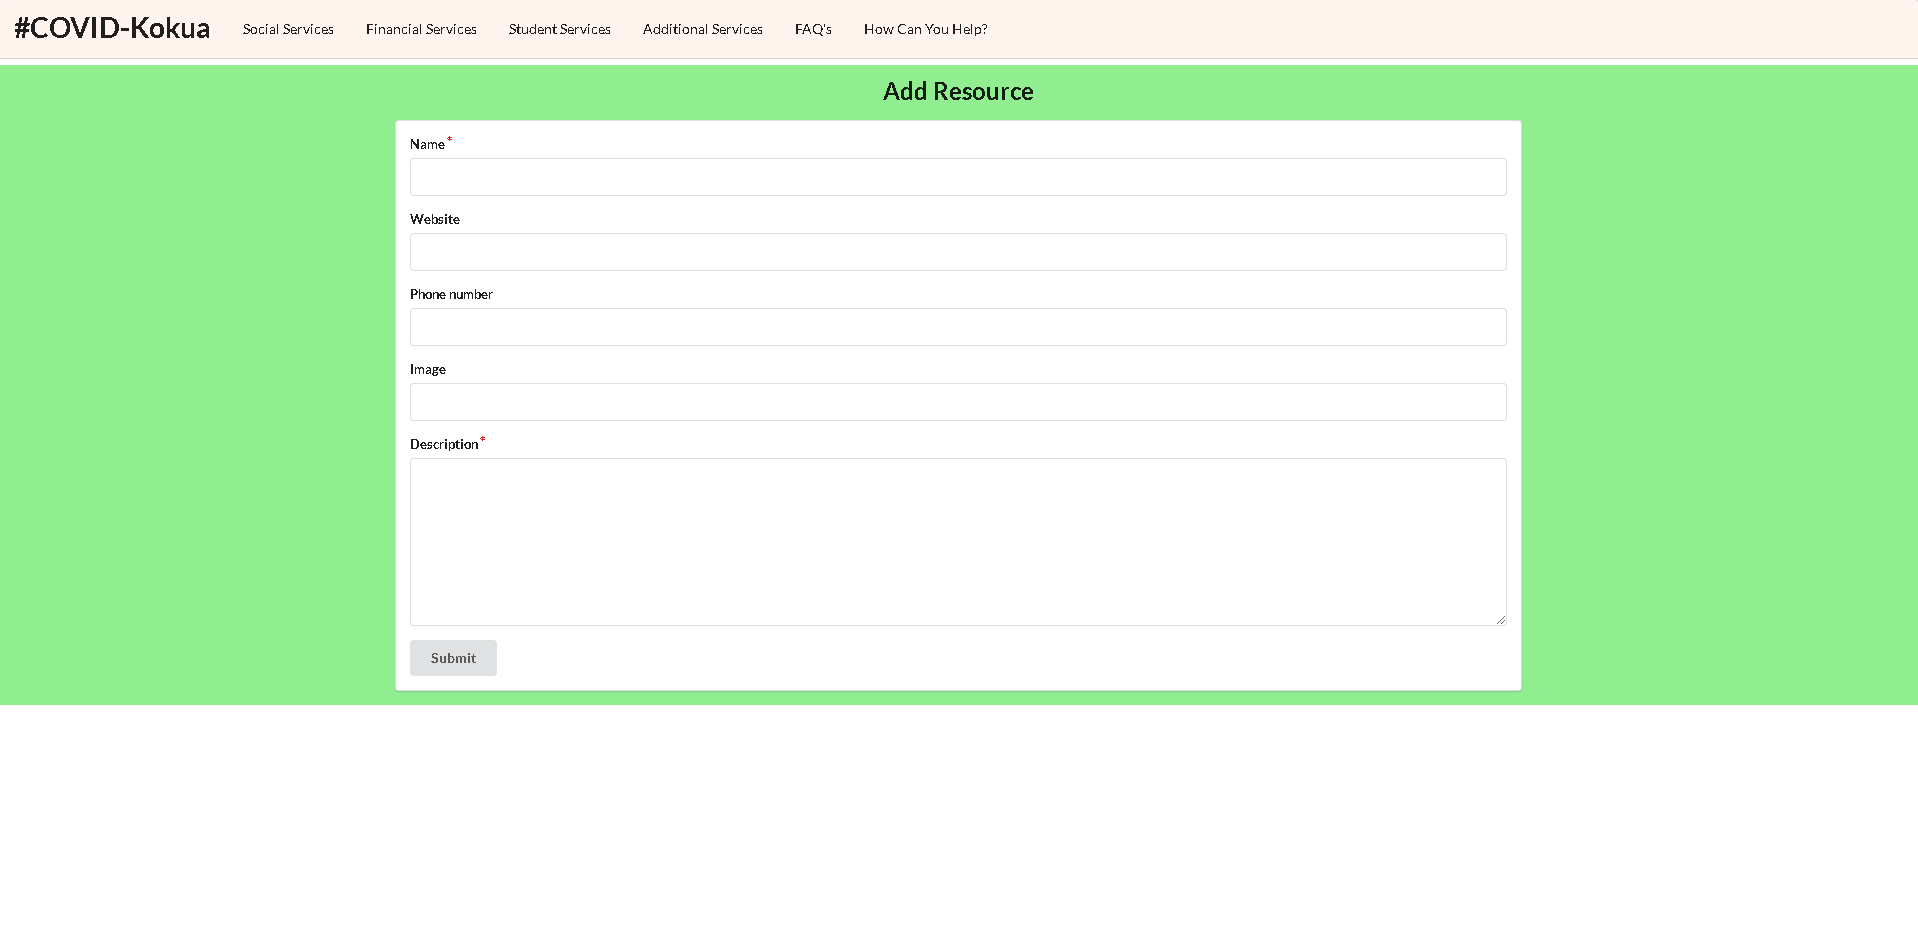 #COVID-Kokua Social Services Financial Services Student Services Additional Services FAQ's How Can You Help?
Add Resource
Name*
Website
Phone number
Image
Description*
Submit